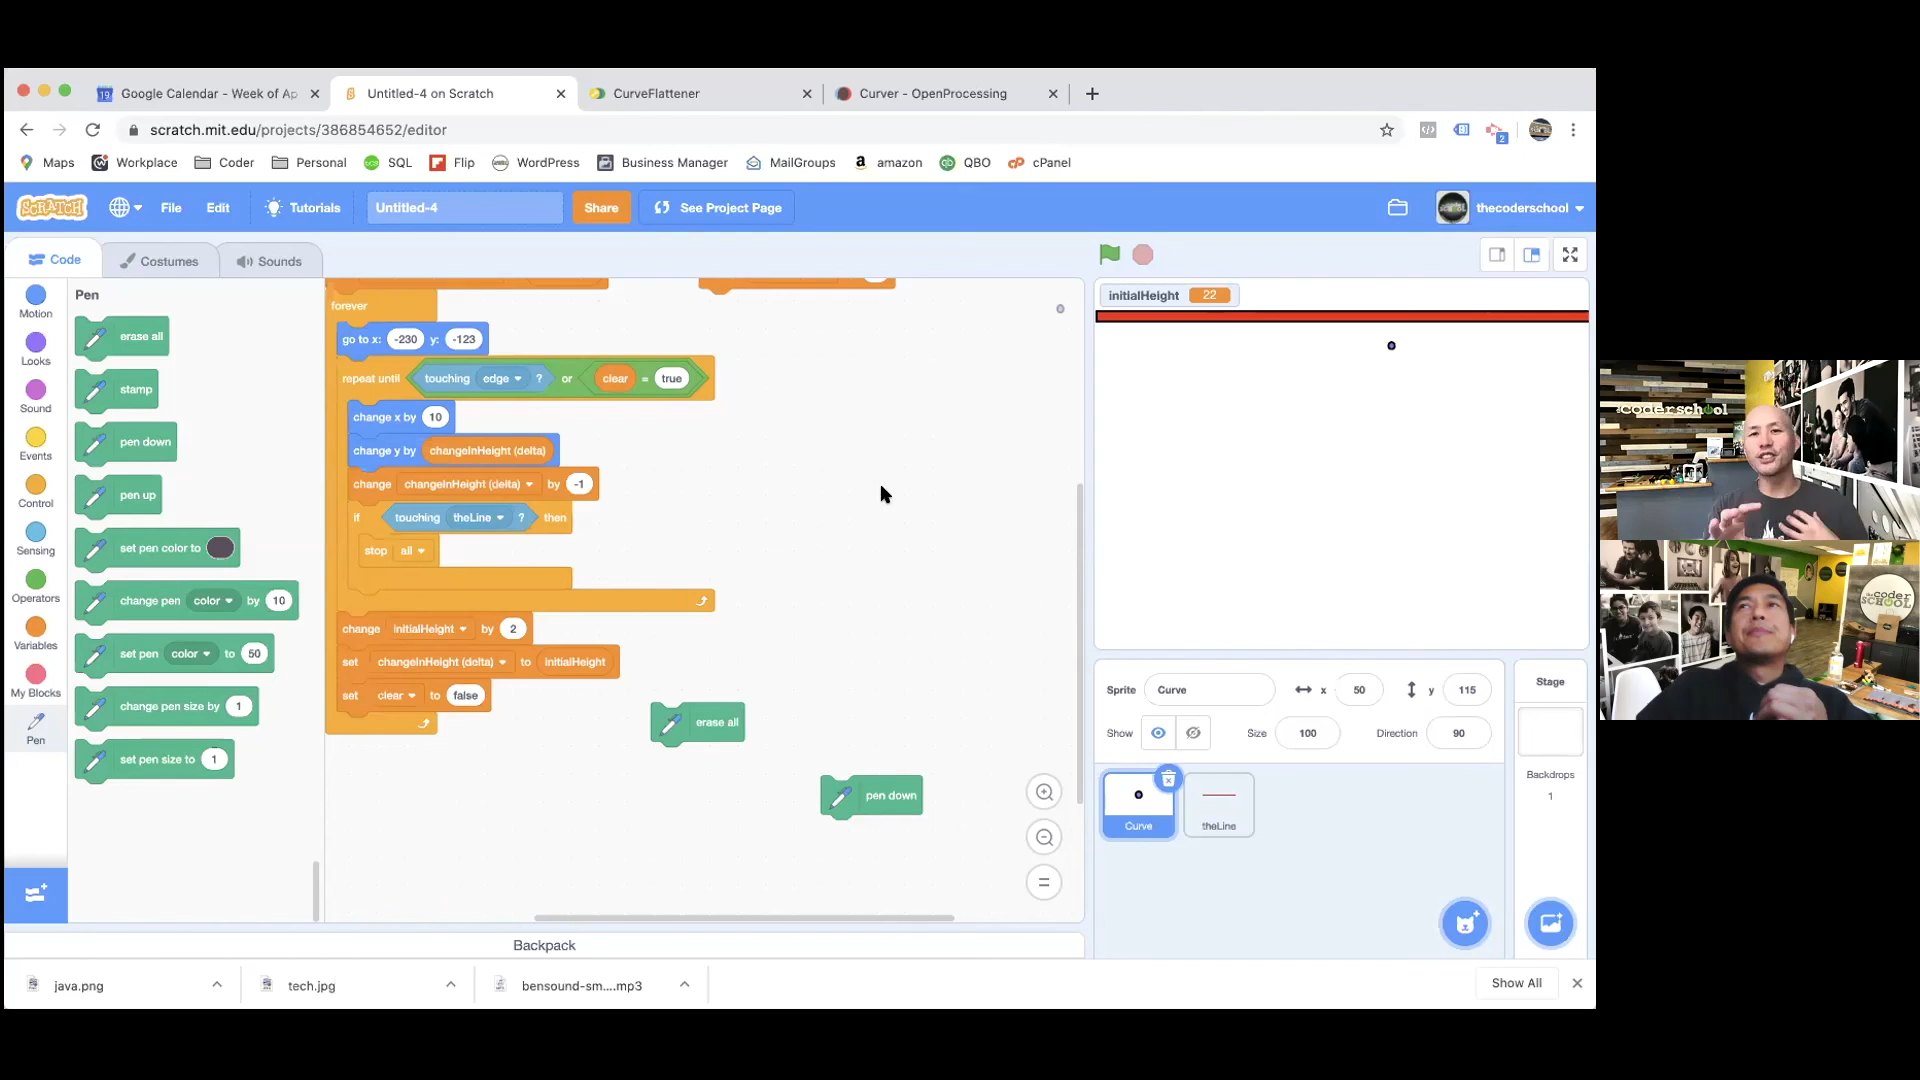 Google Calendar - Week of Ap
Untitled-4 on Scratch
CurveFlattener
Curver - OpenProcessing
scratch.mit.edu/projects/386854652/editor
2
Maps
Workplace
Coder
Personal
SQL
Flip
WordPress
Business Manager
MailGroups
amazon
QBO
cPanel
SCRATCH
File
Edit
Tutorials
Untitled-4
Share
See Project Page
thecoderschool
Code
Costumes
Sounds
Motion
Looks
Sound
Events
Control
Sensing
Operators
Variables
My Blocks
Pen
Pen
erase all
stamp
pen down
pen up
set pen color to
change pen color by 10
set pen color to 50
change pen size by 1
set pen size to 1
forever
go to x: -230 y: -123
repeat until touching edge ? or clear = true
change x by 10
change y by changeInHeight (delta)
change changeInHeight (delta) by -1
if touching theLine ? then
stop all
change initialHeight by 2
set changeInHeight (delta) to initialHeight
set clear to false
erase all
pen down
Backpack
initialHeight 22
Sprite Curve x 50 y 115
Show Size 100 Direction 90
Curve
theLine
Stage
Backdrops
1
java.png
tech.jpg
bensound-sm....mp3
Show All
theCoderschool
the
CODER
SCHOOL